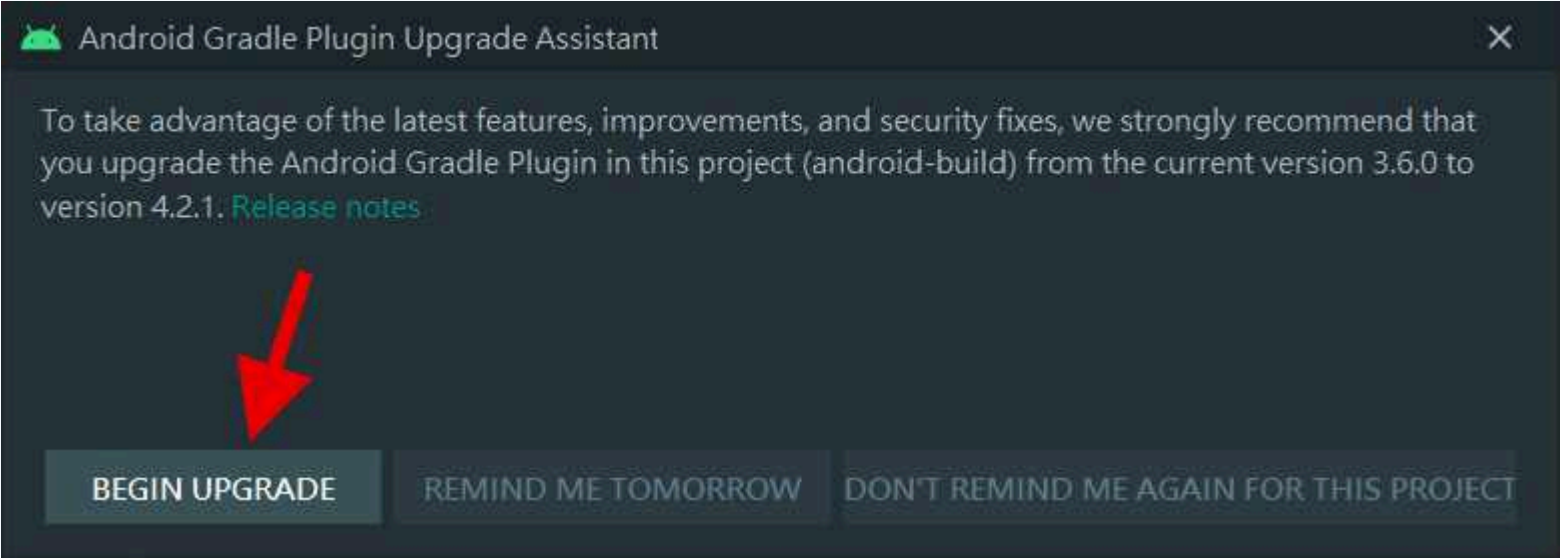 Android Gradle Plugin Upgrade Assistant
To take advantage of the latest features, improvements, and security fixes, we strongly recommend that
you upgrade the Android Gradle Plugin in this project (android-build) from the current version 3.6.0 to
version 4.2.1. Release notes
BEGIN UPGRADE REMIND ME TOMORROW DON'T REMIND ME AGAIN FOR THIS PROJECT